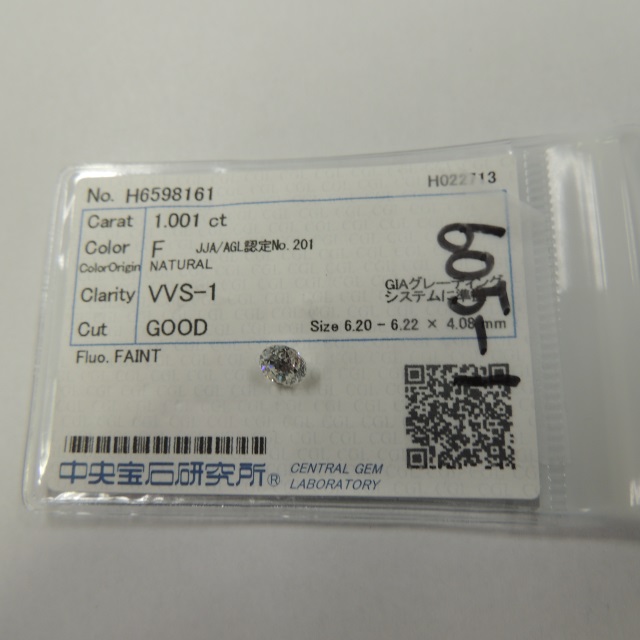 No. H6598161
H022713
Carat 1.001 ct
Color F JJA/AGL認定No.201
ColorOrigin NATURAL
Clarity VVS-1
GIAグレーディング
システムに準拠
Cut GOOD Size 6.20 - 6.22 × 4.08 mm
Fluo. FAINT
605-1
中央宝石研究所®
CENTRAL GEM
LABORATORY